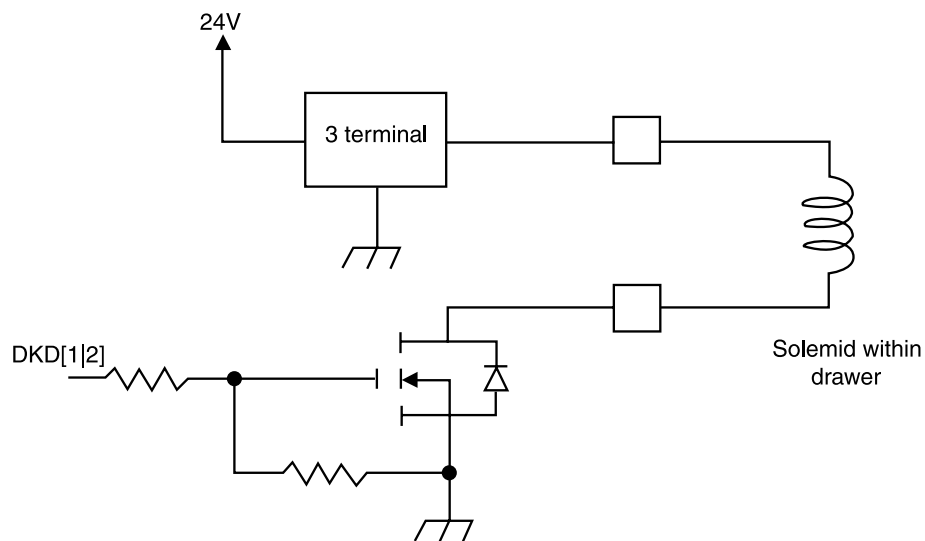 24V
3 terminal
DKD[1|2]
Solemid within
drawer